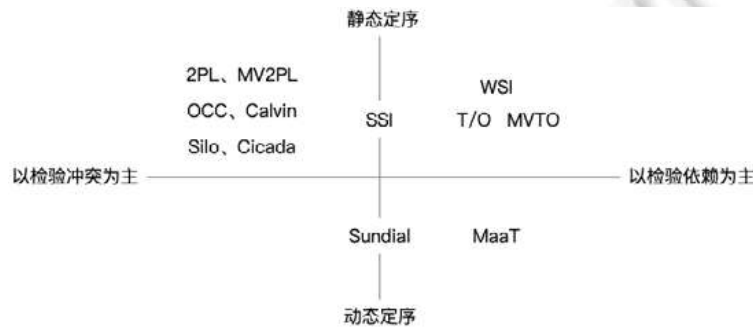 静态定序
2PL、MV2PL
WSI
OCC、Calvin
SSI
T/O MVTO
Silo、Cicada
以检验冲突为主
以检验依赖为主
Sundial
MaaT
动态定序